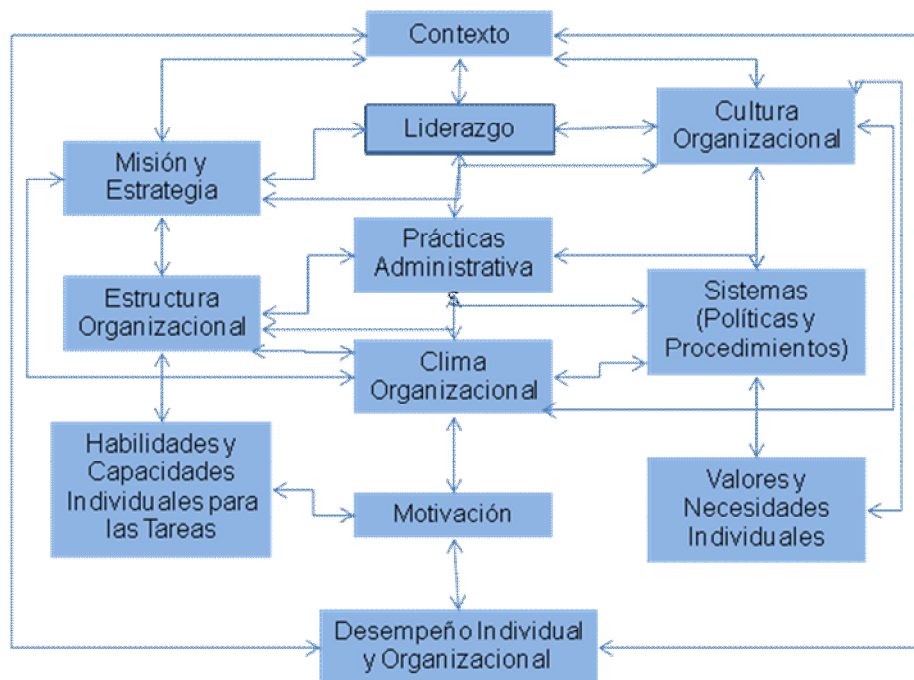 Contexto
Liderazgo
Cultura
Organizacional
Misión y
Estrategia
Prácticas
Administrativa
s
Estructura
Organizacional
Sistemas
(Políticas y
Procedimientos)
Clima
Organizacional
Habilidades y
Capacidades
Individuales para
las Tareas
Motivación
Valores y
Necesidades
Individuales
Desempeño Individual
y Organizacional